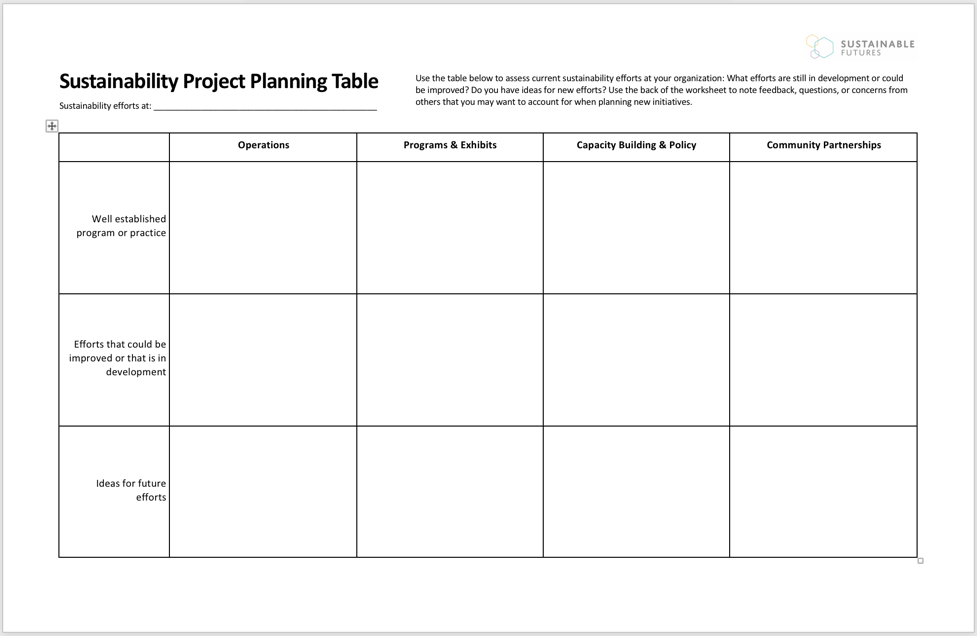 SUSTAINABLE
FUTURES
Sustainability Project Planning Table
Sustainability efforts at: ____________________________________________
Use the table below to assess current sustainability efforts at your organization: What efforts are still in development or could
be improved? Do you have ideas for new efforts? Use the back of the worksheet to note feedback, questions, or concerns from
others that you may want to account for when planning new initiatives.
Operations
Programs & Exhibits
Capacity Building & Policy
Community Partnerships
Well established
program or practice
Efforts that could be
improved or that is in
development
Ideas for future
efforts